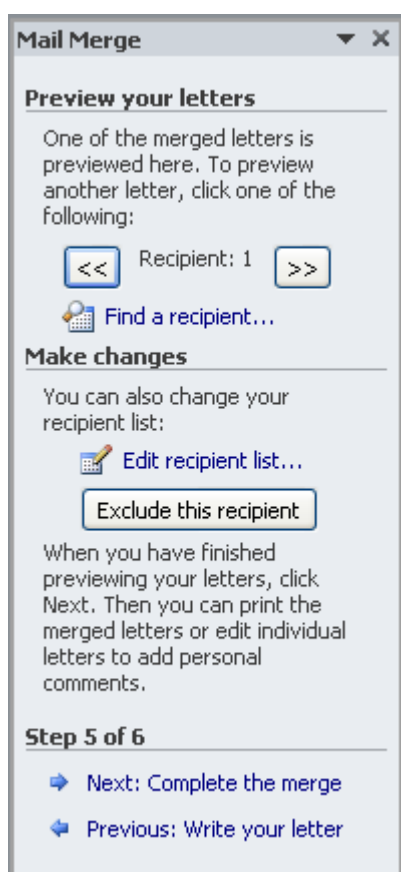 Mail Merge
Preview your letters
One of the merged letters is
previewed here. To preview
another letter, click one of the
following:
<< Recipient: 1 >>
Find a recipient...
Make changes
You can also change your
recipient list:
Edit recipient list...
Exclude this recipient
When you have finished
previewing your letters, click
Next. Then you can print the
merged letters or edit individual
letters to add personal
comments.
Step 5 of 6
Next: Complete the merge
Previous: Write your letter